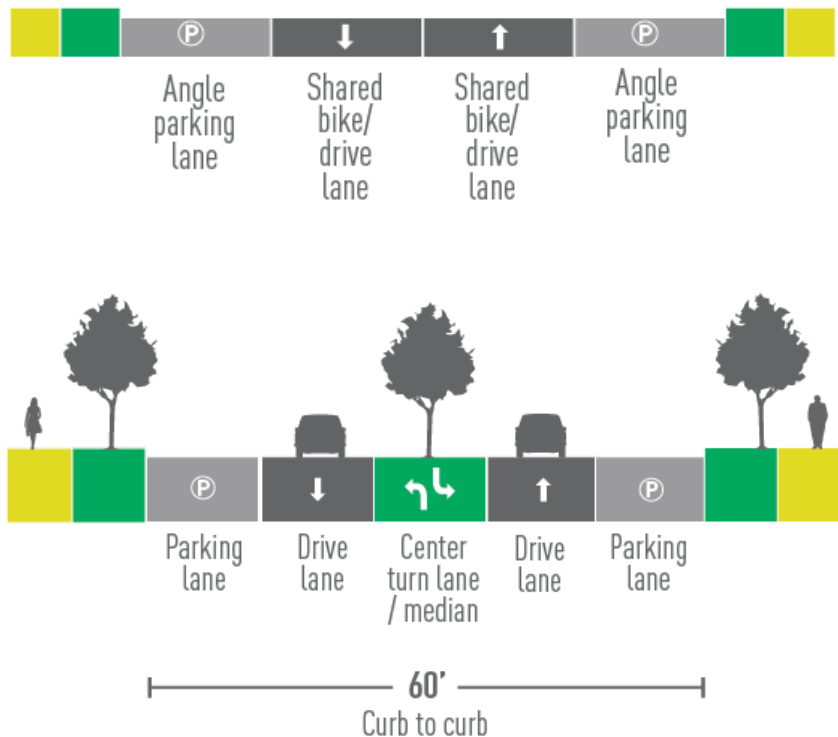 P P
Angle Shared Shared Angle
parking bike/ bike/ parking
lane drive drive lane
lane lane
P P
Parking Drive Center Drive Parking
lane lane turn lane lane lane
/ median
60'
Curb to curb